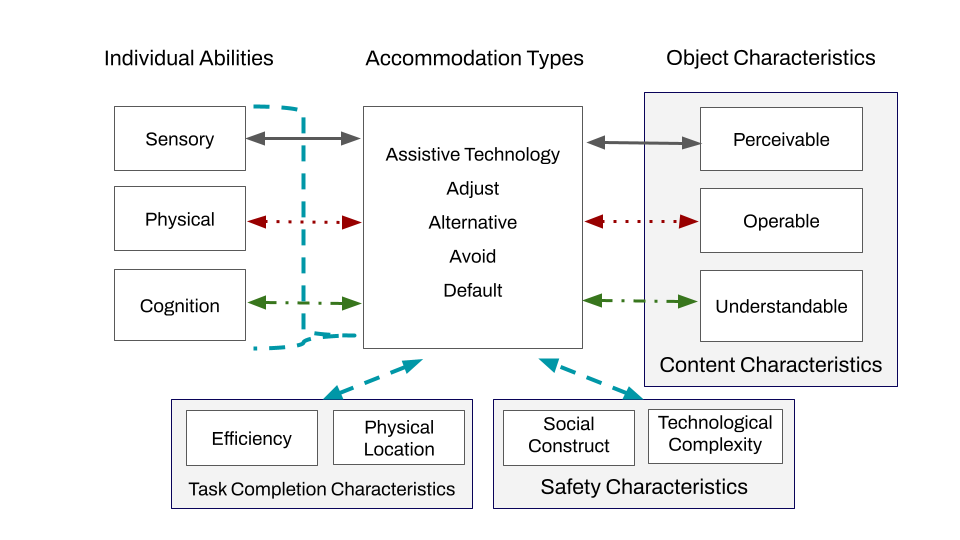 Individual Abilities
Accommodation Types
Object Characteristics
Sensory
Physical
Cognition
Assistive Technology
Adjust
Alternative
Avoid
Default
Perceivable
Operable
Understandable
Content Characteristics
Efficiency
Physical
Location
Task Completion Characteristics
Social
Construct
Technological
Complexity
Safety Characteristics